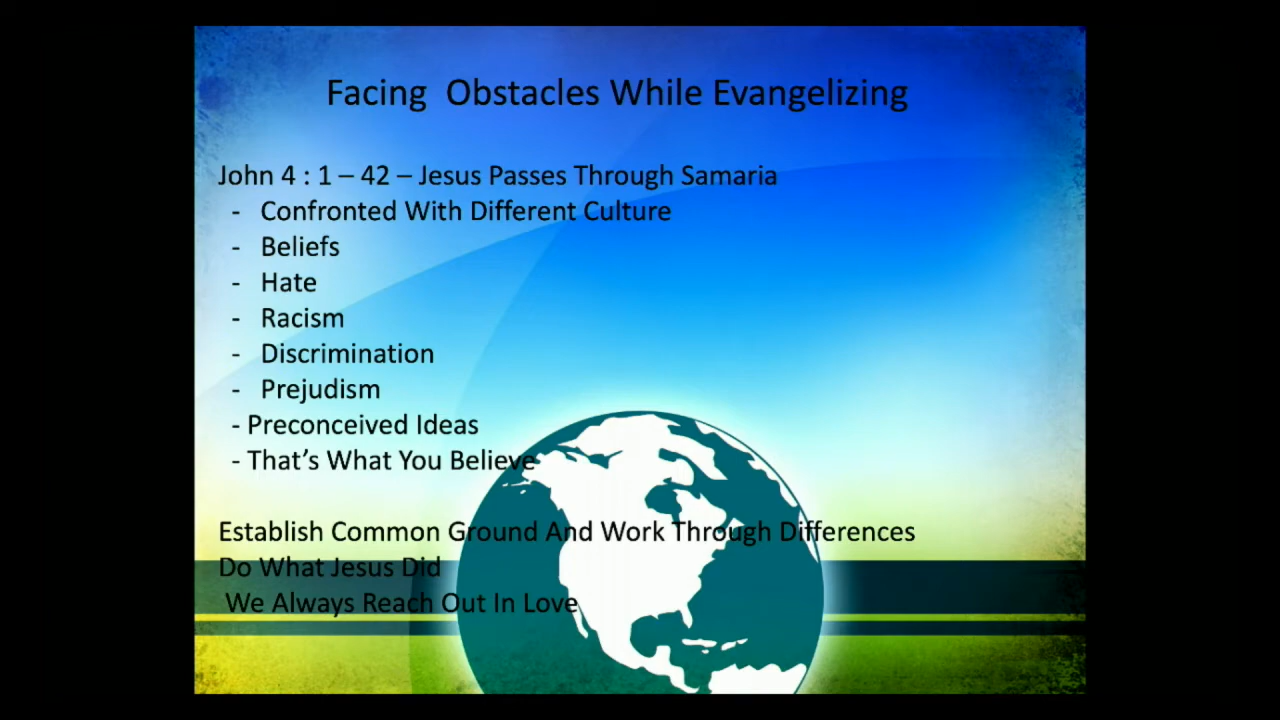 Facing Obstacles While Evangelizing
John 4 : 1 – 42 – Jesus Passes Through Samaria
- Confronted With Different Culture
- Beliefs
- Hate
- Racism
- Discrimination
- Prejudism
- Preconceived Ideas
- That’s What You Believe
Establish Common Ground And Work Through Differences
Do What Jesus Did
We Always Reach Out In Love